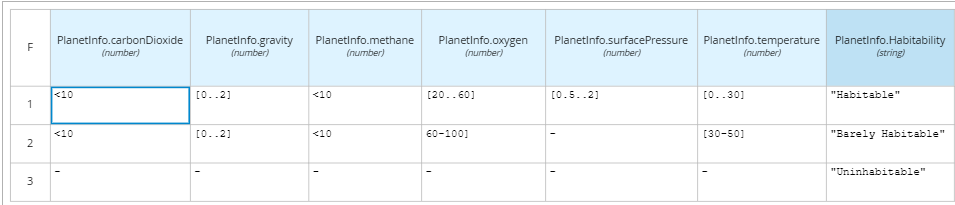 F PlanetInfo.carbonDioxide PlanetInfo.gravity PlanetInfo.methane PlanetInfo.oxygen PlanetInfo.surfacePressure PlanetInfo.temperature PlanetInfo.Habitability
(number) (number) (number) (number) (number) (number) (string)
1 <10 [0..2] <10 [20..60] [0.5..2] [0..30] "Habitable"
2 <10 [0..2] <10 60-100] - [30-50] "Barely Habitable"
3 - - - - - - "Uninhabitable"